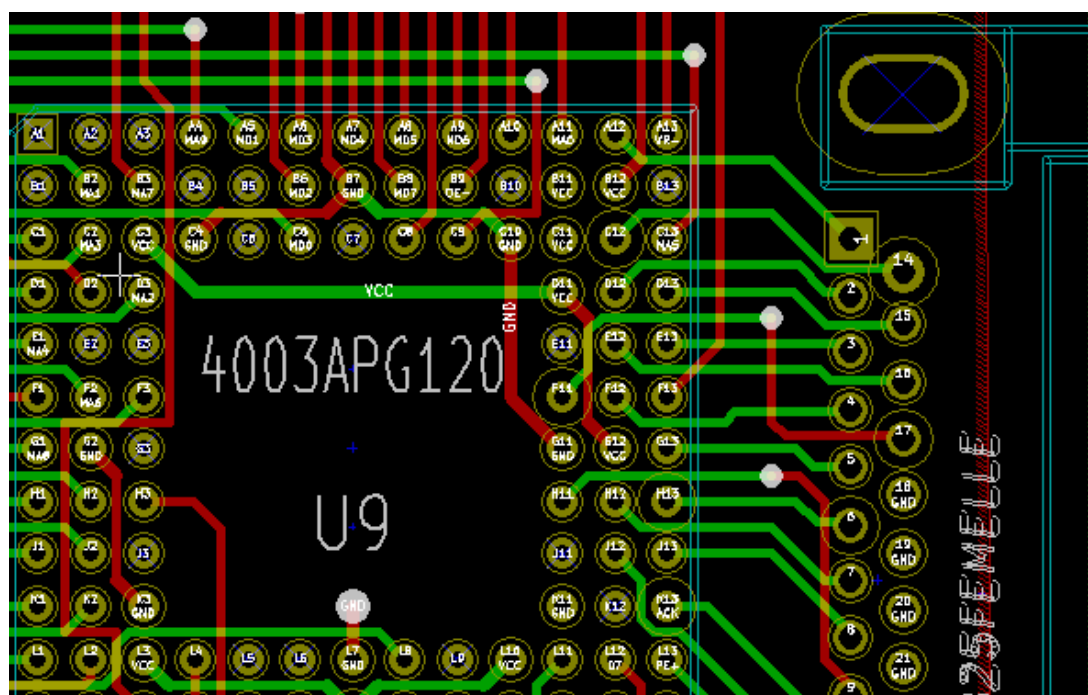 A1 A2 A3 A4 A5 A6 A7 A8 A9 A10 A11 A12 A13
MA9 MD1 MD3 MD4 MD5 MD6 MA0 VR-
B1 B2 B3 B4 B5 B6 B7 B8 B9 B10 B11 B12 B13
MA1 MA7 MD2 GND MD7 OE- VCC VCC
C1 C2 C3 C4 C6 C7 C8 C9 C10 C11 C12 C13
MA3 VCC GND MD0 GND VCC MA5
1
14
D1 D2 D3 VCC D11 D12 D13 2
MA2 VCC
GND
15
E1 E3 E11 E12 E13 3
MA4
4003APG120
16
F1 F2 F3 F11 F12 F13 4
MA6
17
G1 G2 G3 G11 G12 G13 5
GND GND VCC
18
GND
H1 H2 H3 H11 H12 H13 6
U9
19
GND
J1 J2 J3 J11 J12 J13 7
K1 K2 K3 GND K11 K12 K13
GND GND ACK
20
GND
8
L1 L2 L3 L4 L5 L6 L7 L8 L9 L10 L11 L12 L13
VCC GND VCC D7 PE+
21
GND
9